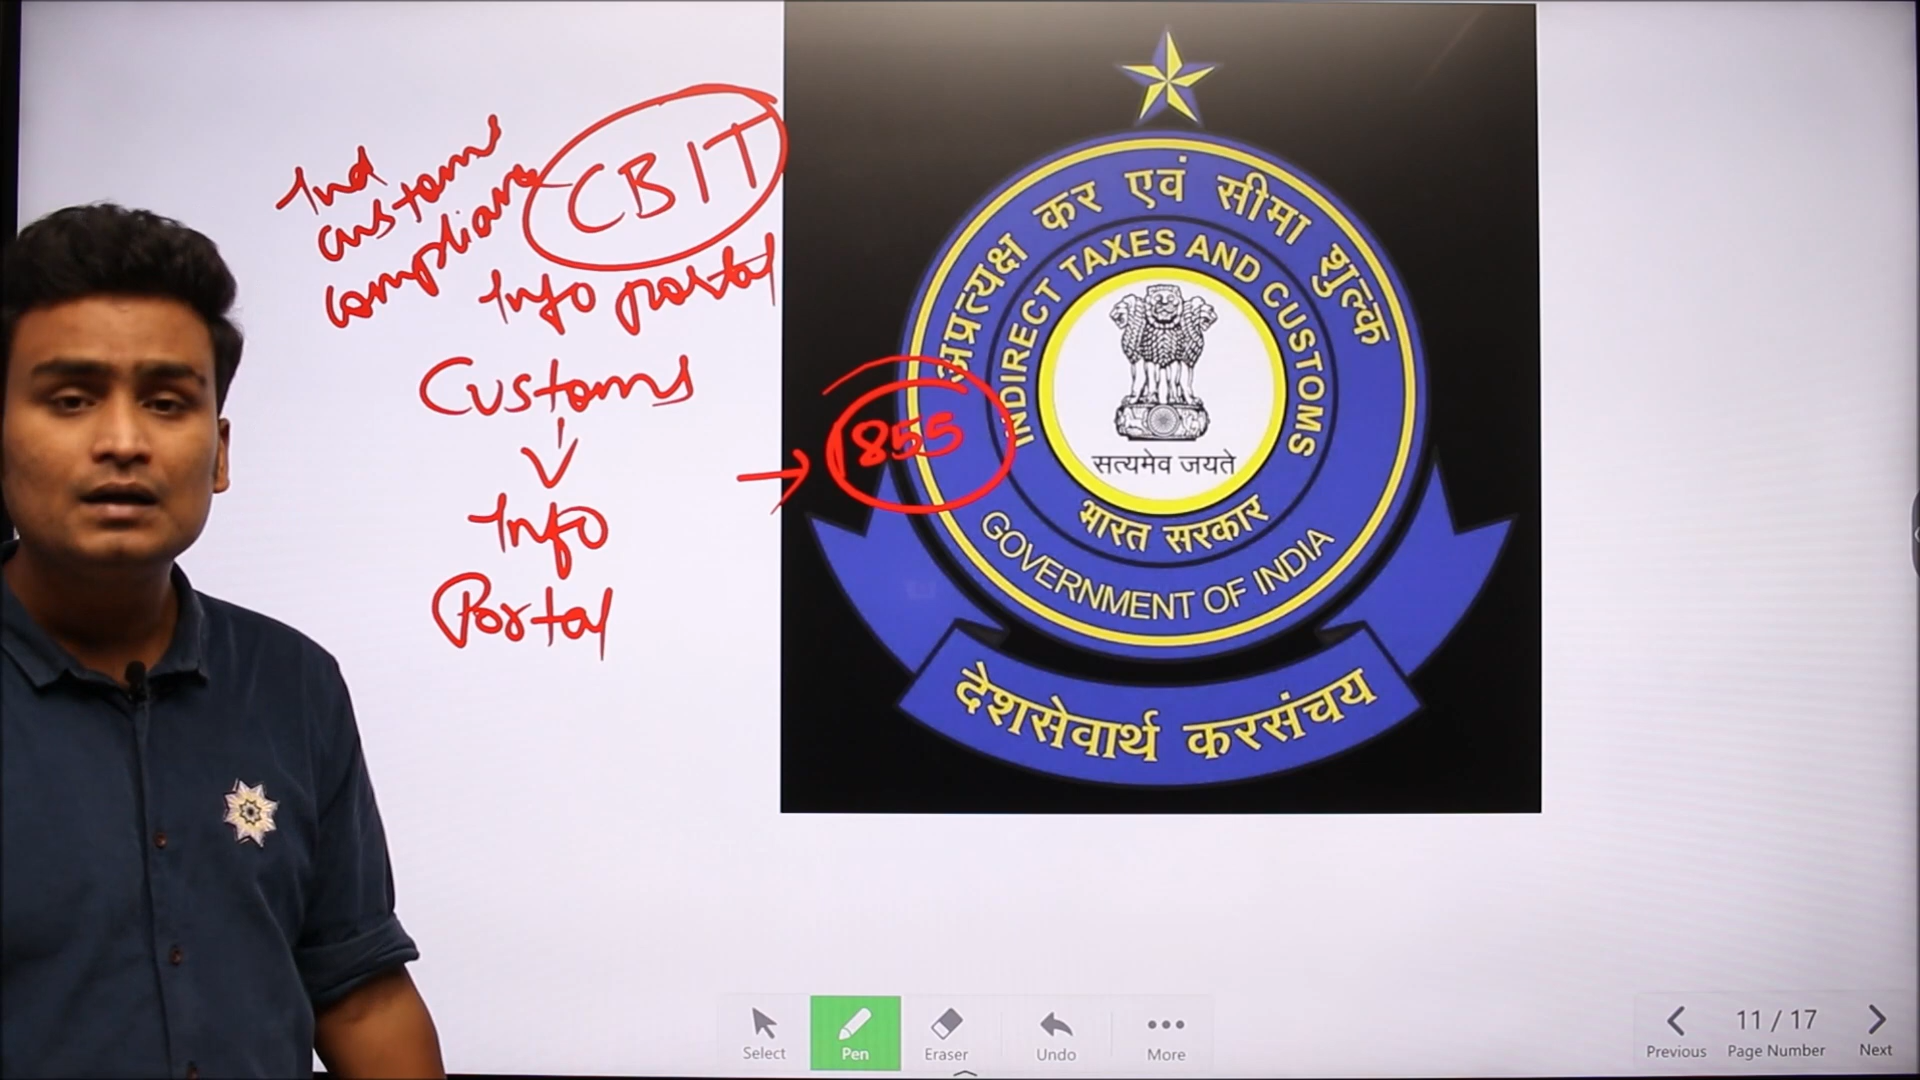 Ind
customs
compliance
CBIT
Info portal
Customs
Info
Portal
1855
अप्रत्यक्ष कर एवं सीमा शुल्क
INDIRECT TAXES AND CUSTOMS
सत्यमेव जयते
भारत सरकार
GOVERNMENT OF INDIA
देशसेवार्थ करसंचय
Select
Pen
Eraser
Undo
More
Previous
11 / 17
Page Number
Next